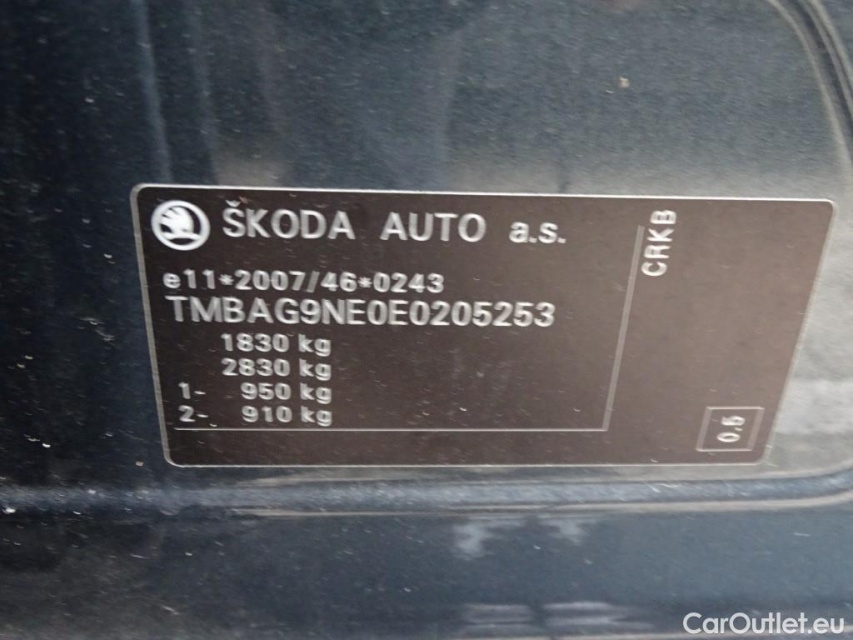 ŠKODA AUTO a.s.
e11*2007/46*0243
TMBAG9NE0E0205253
1830 kg
2830 kg
1- 950 kg
2- 910 kg
CRKB
0.5
CarOutlet.eu